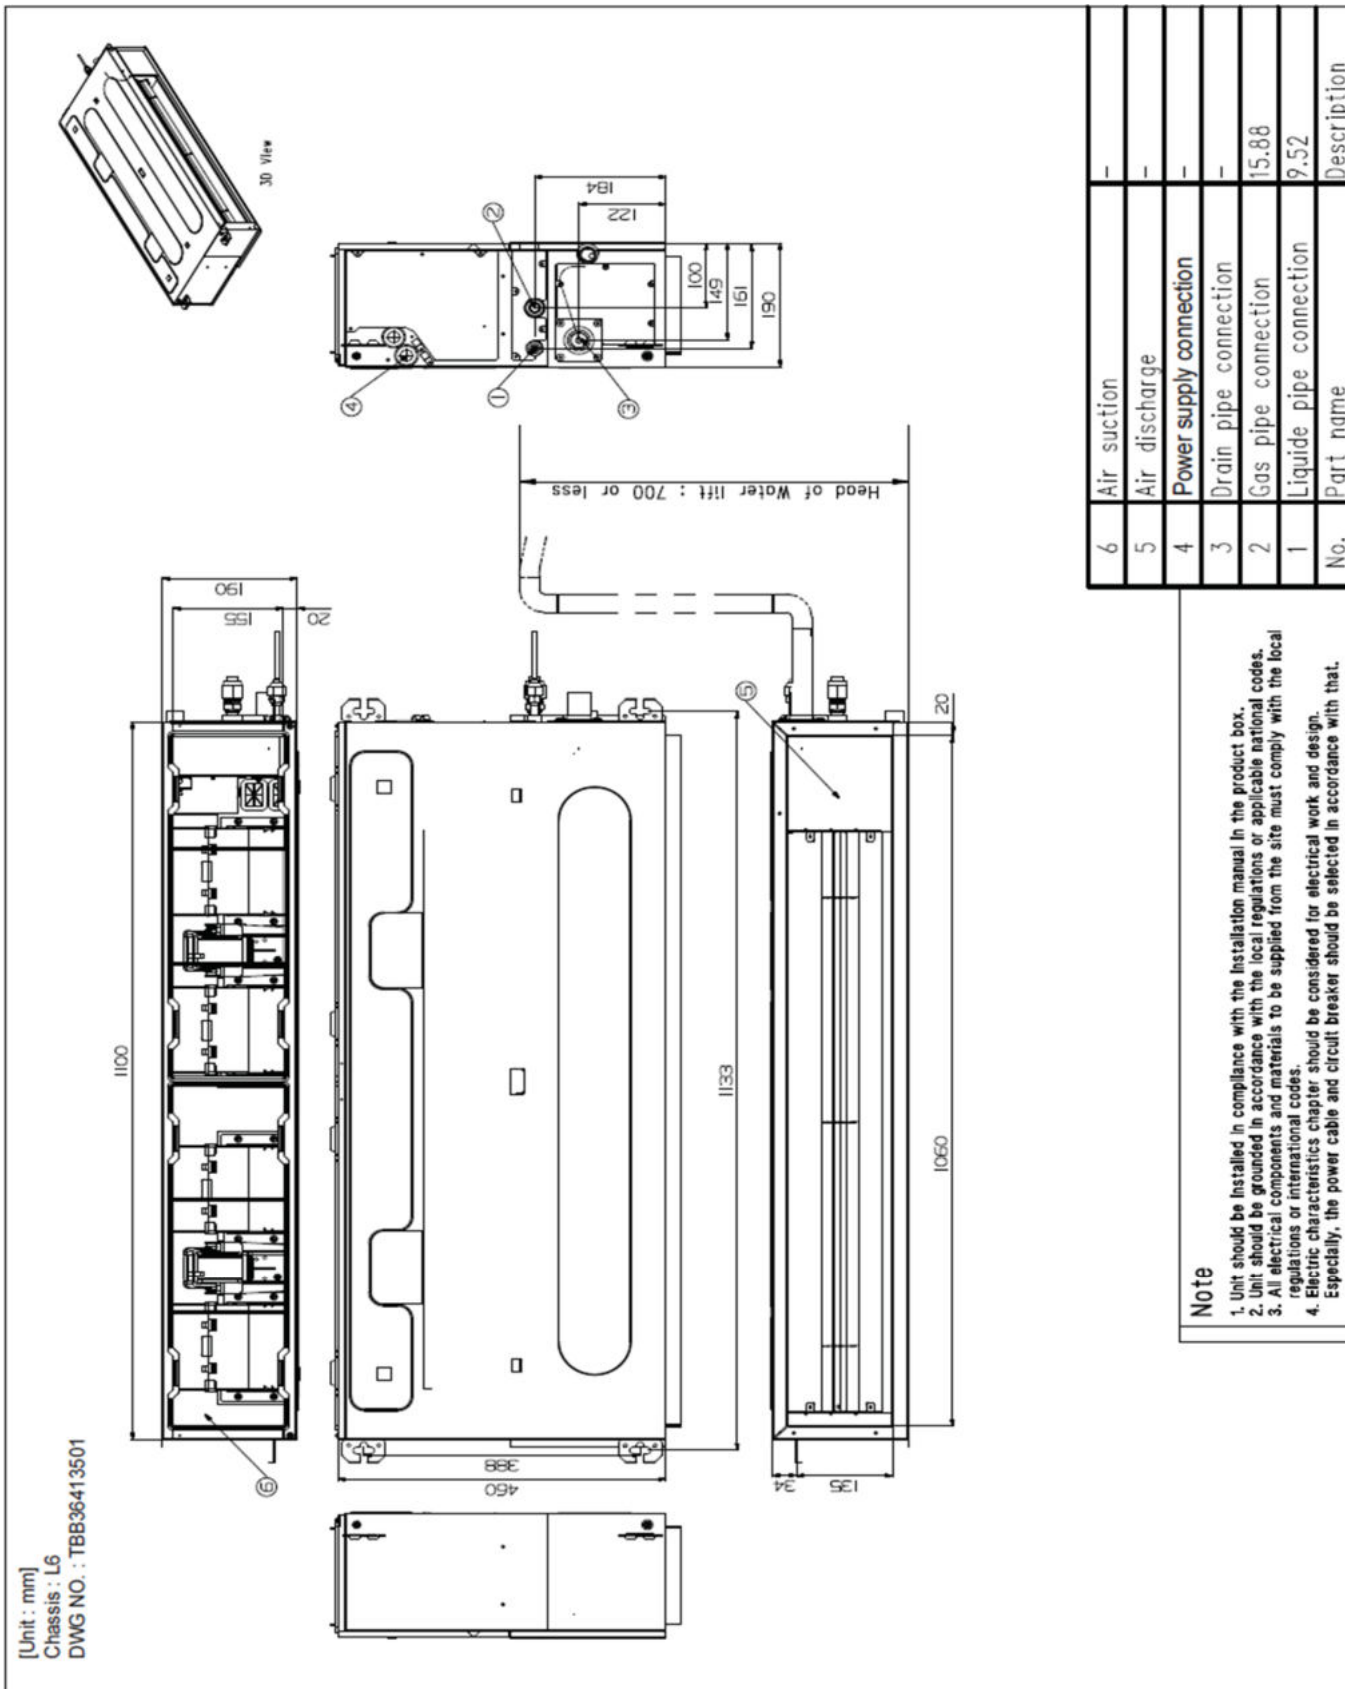 [Unit : mm]
Chassis : L6
DWG NO. : TBB36413501
3D View
190
155
20
1100
⑥
460
388
1133
④
①
②
③
184
122
100
149
161
190
Head of Water lift : 700 or less
⑤
20
1060
34
135
6 Air suction -
5 Air discharge -
4 Power supply connection -
3 Drain pipe connection -
2 Gas pipe connection 15.88
1 Liquide pipe connection 9.52
No. Part name Description
Note
1. Unit should be installed in compliance with the installation manual in the product box.
2. Unit should be grounded in accordance with the local regulations or applicable national codes.
3. All electrical components and materials to be supplied from the site must comply with the local
regulations or international codes.
4. Electric characteristics chapter should be considered for electrical work and design.
Especially, the power cable and circuit breaker should be selected in accordance with that.